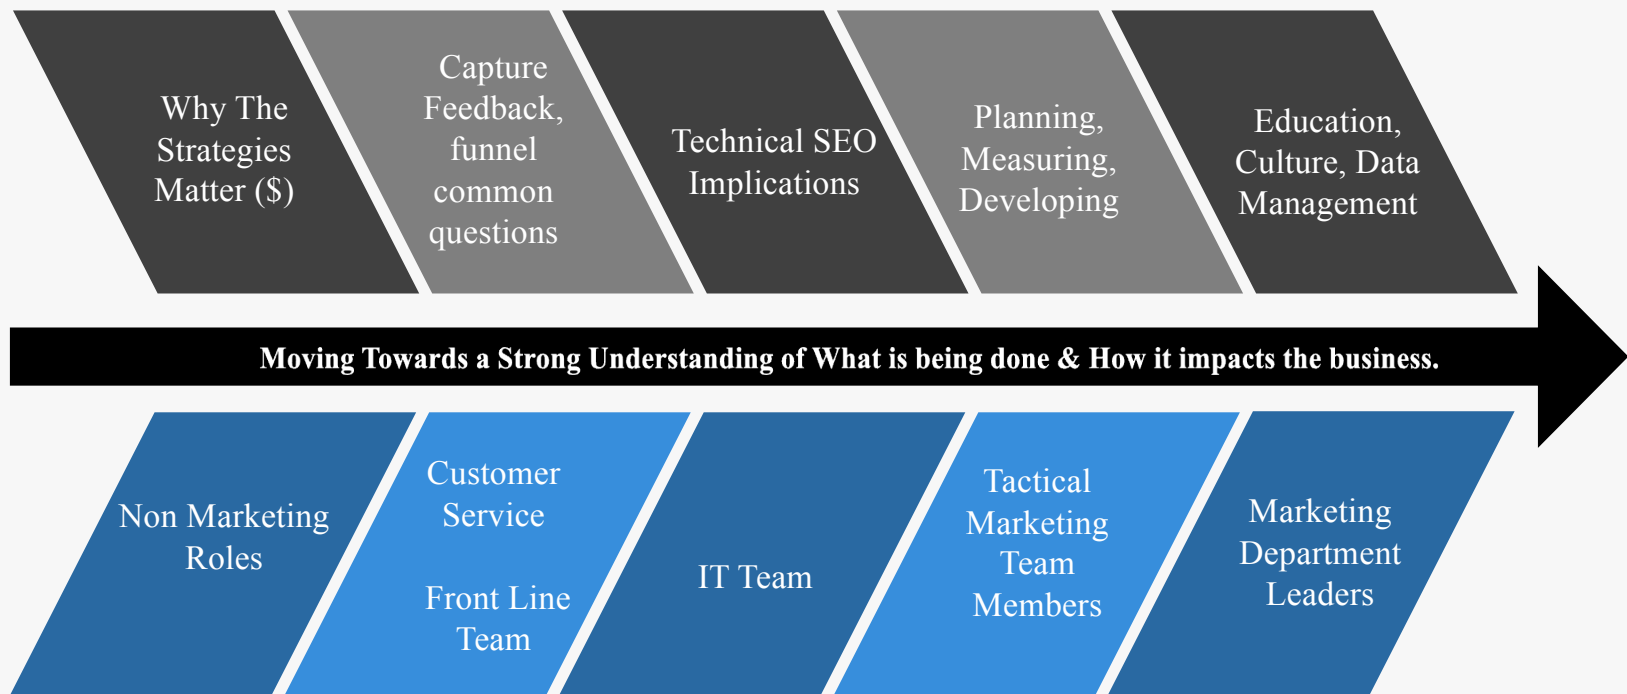 Why The
Strategies
Matter ($)
Capture
Feedback,
funnel
common
questions
Technical SEO
Implications
Planning,
Measuring,
Developing
Education,
Culture, Data
Management
Moving Towards a Strong Understanding of What is being done & How it impacts the business.
Non Marketing
Roles
Customer
Service
Front Line
Team
IT Team
Tactical
Marketing
Team
Members
Marketing
Department
Leaders